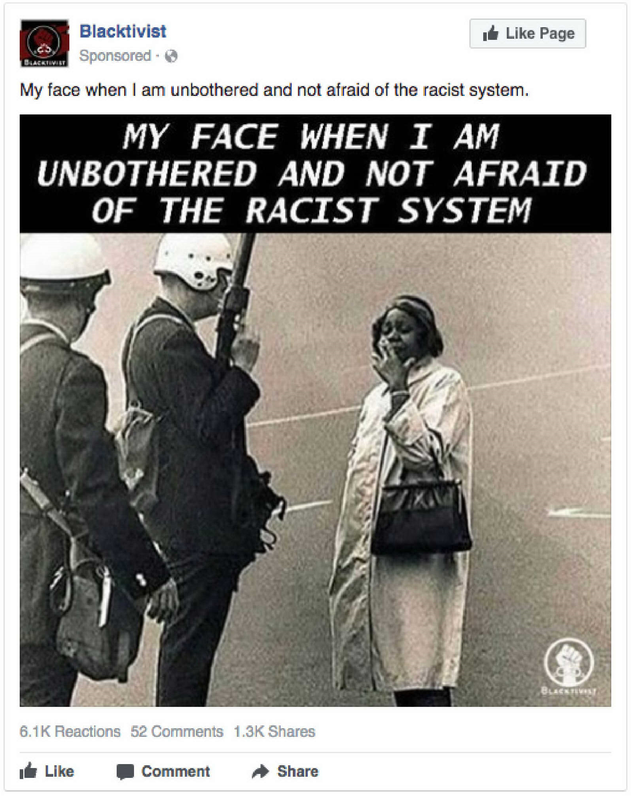 Blacktivist
Sponsored ·
Like Page
BLACKTIVIST
My face when I am unbothered and not afraid of the racist system.
MY FACE WHEN I AM
UNBOTHERED AND NOT AFRAID
OF THE RACIST SYSTEM
BLACKTIVIST
6.1K Reactions 52 Comments 1.3K Shares
Like Comment Share